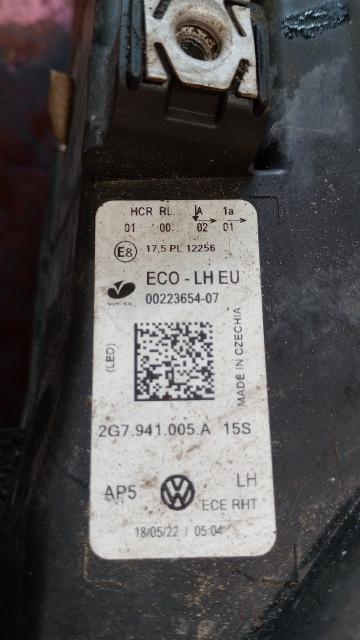 HCR RL A 1a
01 00 02 01
E8 17,5 PL 12256
ECO - LH EU
00223654-07
(LED)
MADE IN CZECHIA
2G7.941.005.A 15S
AP5 LH
ECE RHT
18/05/22 / 05:04